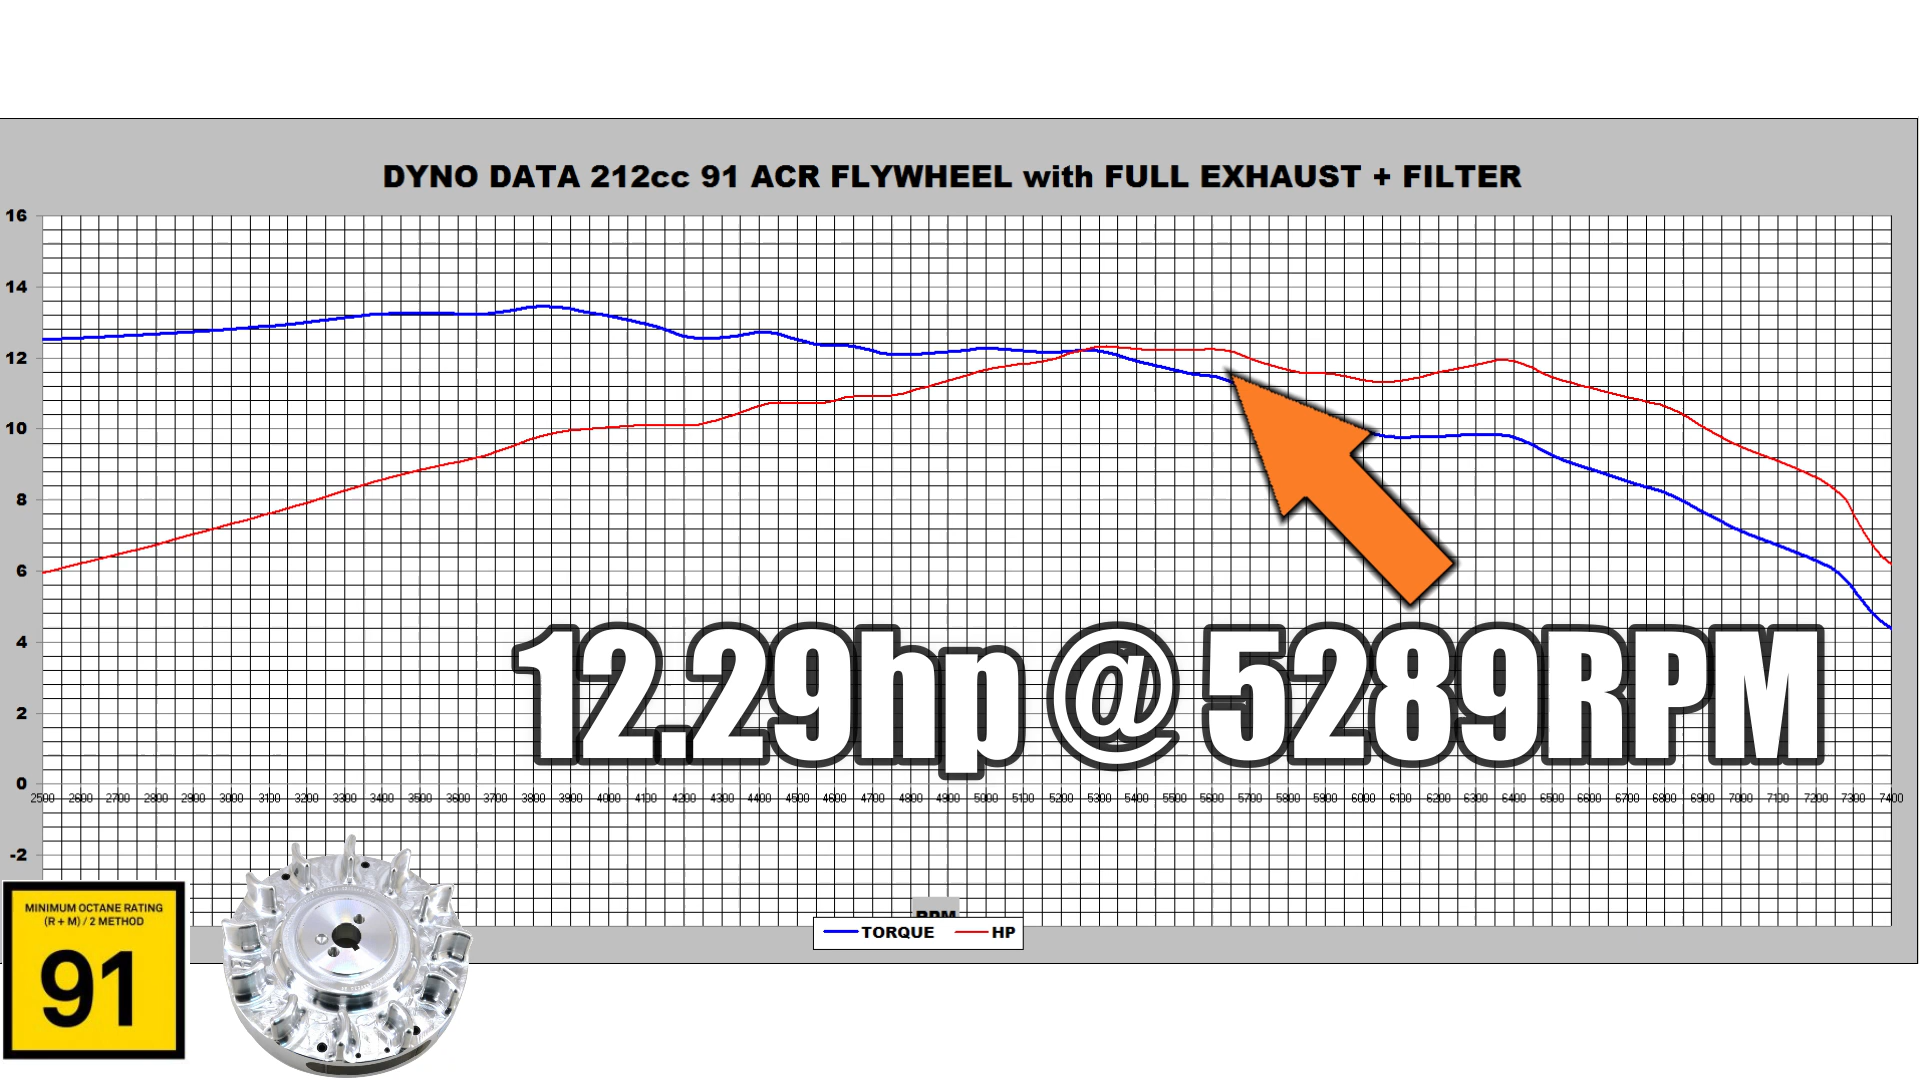 DYNO DATA 212cc 91 ACR FLYWHEEL with FULL EXHAUST + FILTER
16
14
12
10
8
6
4
2
0
-2
12.29hp @ 5289RPM
2500 2600 2700 2800 2900 3000 3100 3200 3300 3400 3500 3600 3700 3800 3900 4000 4100 4200 4300 4400 4500 4600 4700 4800 4900 5000 5100 5200 5300 5400 5500 5600 5700 5800 5900 6000 6100 6200 6300 6400 6500 6600 6700 6800 6900 7000 7100 7200 7300 7400
RPM
TORQUE HP
MINIMUM OCTANE RATING
(R + M) / 2 METHOD
91